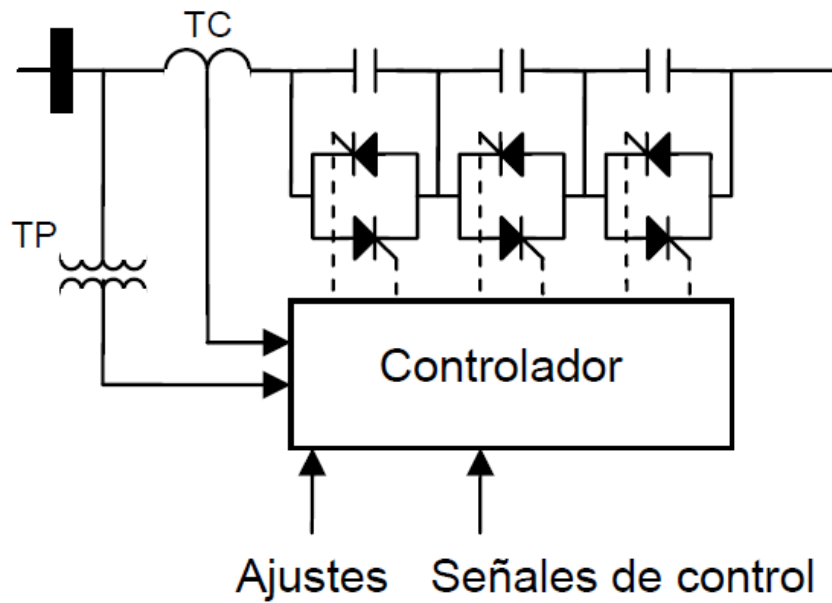 TC
TP
Controlador
Ajustes
Señales de control